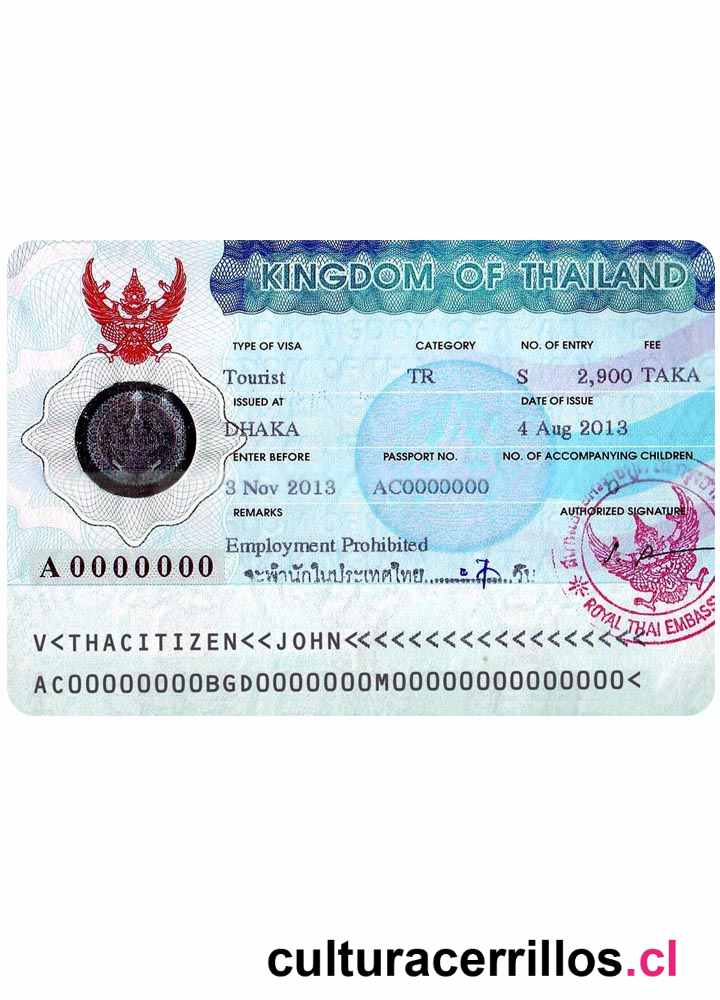 KINGDOM OF THAILAND
TYPE OF VISA CATEGORY NO. OF ENTRY FEE
Tourist TR S 2,900 TAKA
ISSUED AT DATE OF ISSUE
DHAKA 4 Aug 2013
ENTER BEFORE PASSPORT NO. NO. OF ACCOMPANYING CHILDREN
3 Nov 2013 AC0000000
REMARKS AUTHORIZED SIGNATURE
Employment Prohibited
A 0000000 จะพำนักในประเทศไทย.................วัน
ROYAL THAI EMBASS
V<THACITIZEN<<JOHN<<<<<<<<<<<<<<<<<<
AC00000000BGD0000000M00000000000000<
culturacerrillos.cl